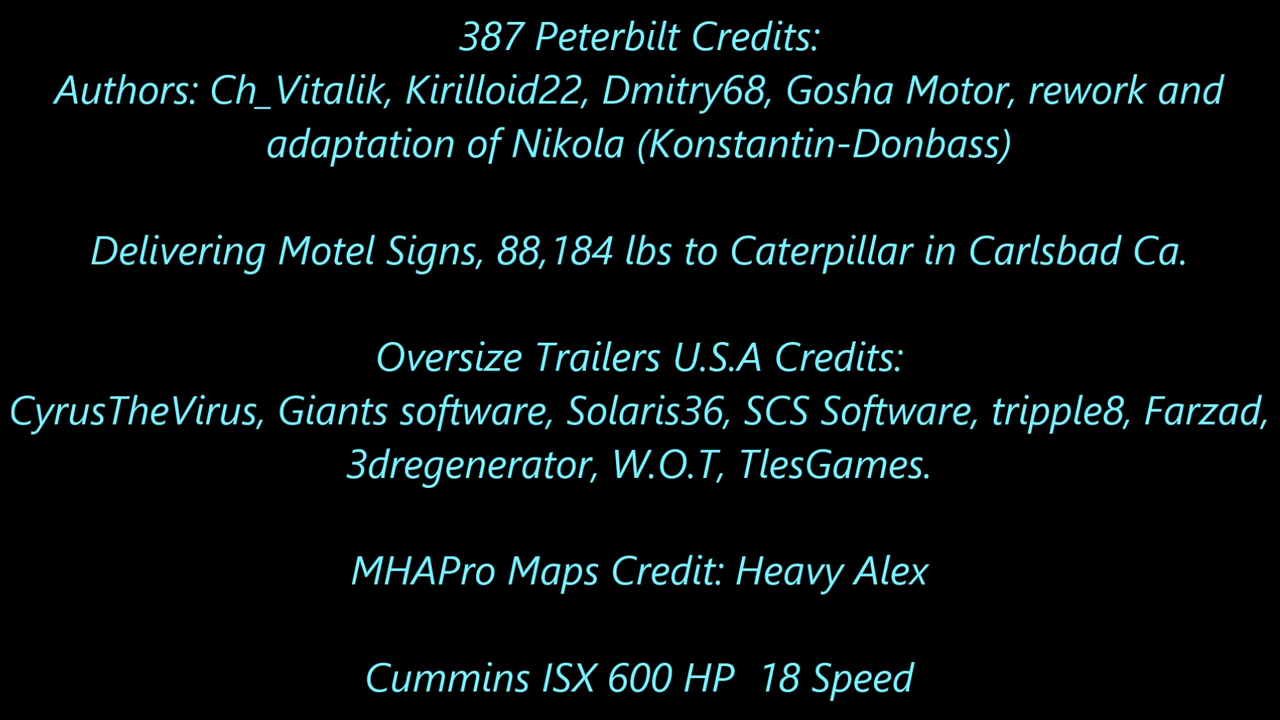 387 Peterbilt Credits:
Authors: Ch_Vitalik, Kirilloid22, Dmitry68, Gosha Motor, rework and
adaptation of Nikola (Konstantin-Donbass)
Delivering Motel Signs, 88,184 lbs to Caterpillar in Carlsbad Ca.
Oversize Trailers U.S.A Credits:
CyrusTheVirus, Giants software, Solaris36, SCS Software, tripple8, Farzad,
3dregenerator, W.O.T, TlesGames.
MHAPro Maps Credit: Heavy Alex
Cummins ISX 600 HP  18 Speed